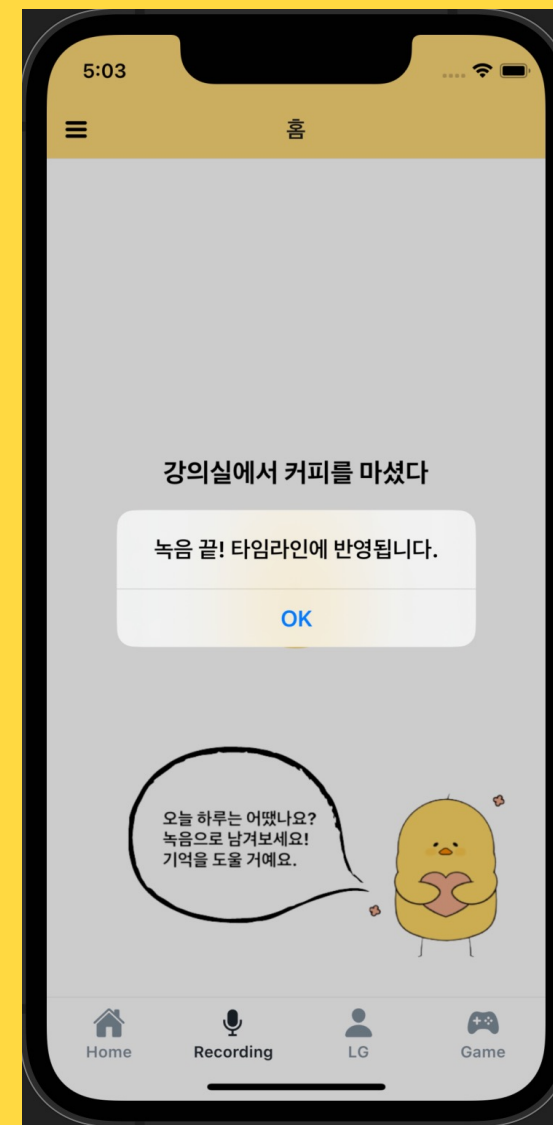 5:03
홈
강의실에서 커피를 마셨다
녹음 끝! 타임라인에 반영됩니다.
OK
오늘 하루는 어땠나요?
녹음으로 남겨보세요!
기억을 도울 거예요.
Home Recording LG Game